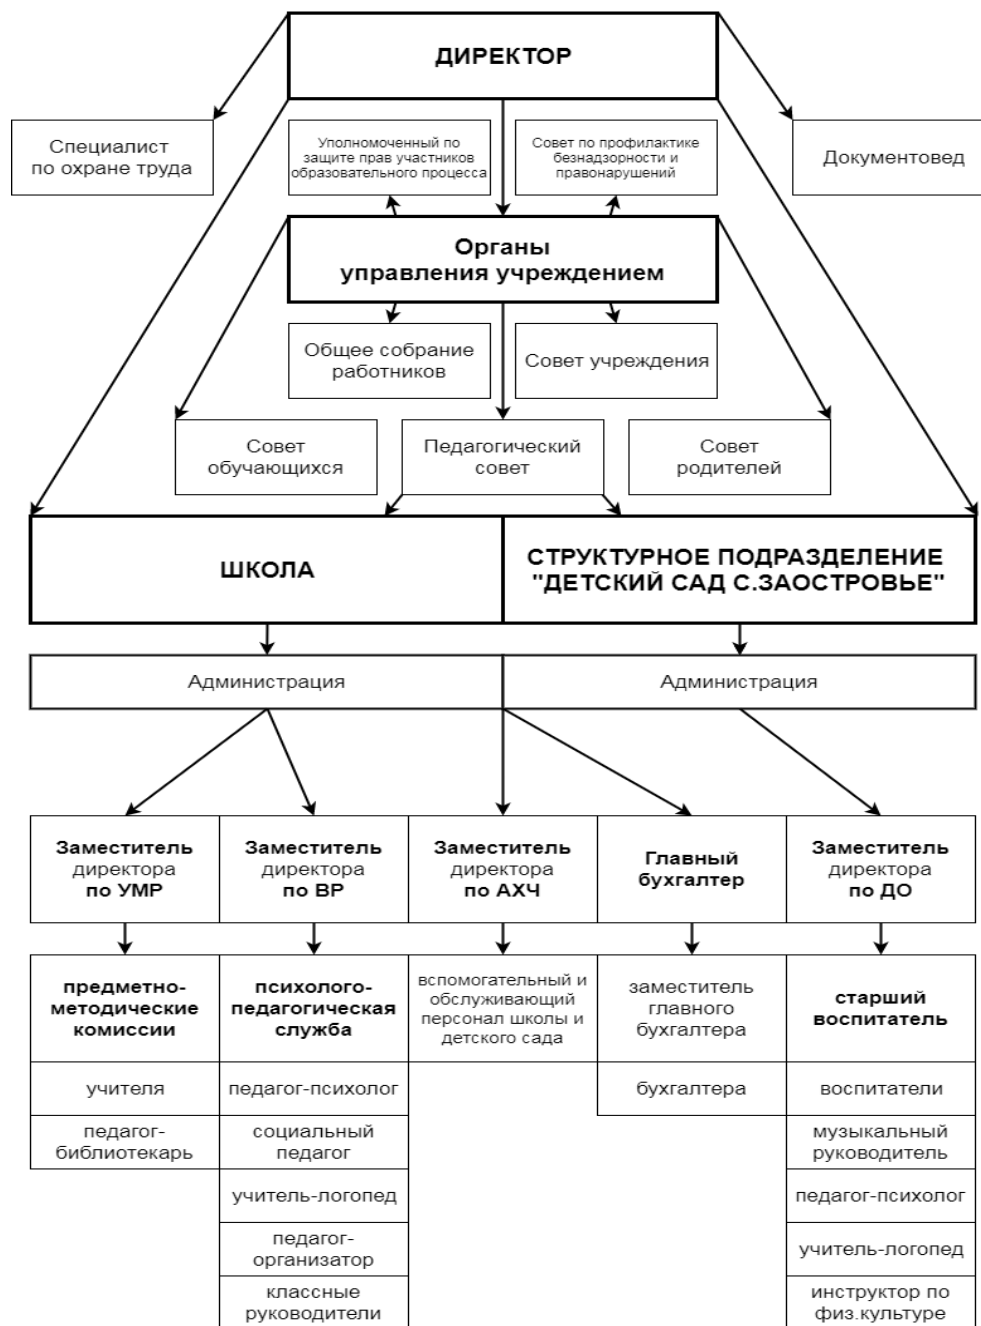 ДИРЕКТОР
Специалист
по охране труда
Уполномоченный по
защите прав участников
образовательного процесса
Совет по профилактике
безнадзорности и
правонарушений
Документовед
Органы
управления учреждением
Общее собрание
работников
Совет учреждения
Совет
обучающихся
Педагогический
совет
Совет
родителей
ШКОЛА
СТРУКТУРНОЕ ПОДРАЗДЕЛЕНИЕ
"ДЕТСКИЙ САД С.ЗАОСТРОВЬЕ"
Администрация
Администрация
Заместитель
директора
по УМР
Заместитель
директора
по ВР
Заместитель
директора
по АХЧ
Главный
бухгалтер
Заместитель
директора
по ДО
предметно-
методические
комиссии
психолого-
педагогическая
служба
вспомогательный и
обслуживающий
персонал школы и
детского сада
заместитель
главного
бухгалтера
старший
воспитатель
учителя
педагог-психолог
бухгалтера
воспитатели
педагог-
библиотекарь
социальный
педагог
музыкальный
руководитель
учитель-логопед
педагог-психолог
педагог-
организатор
учитель-логопед
классные
руководители
инструктор по
физ.культуре